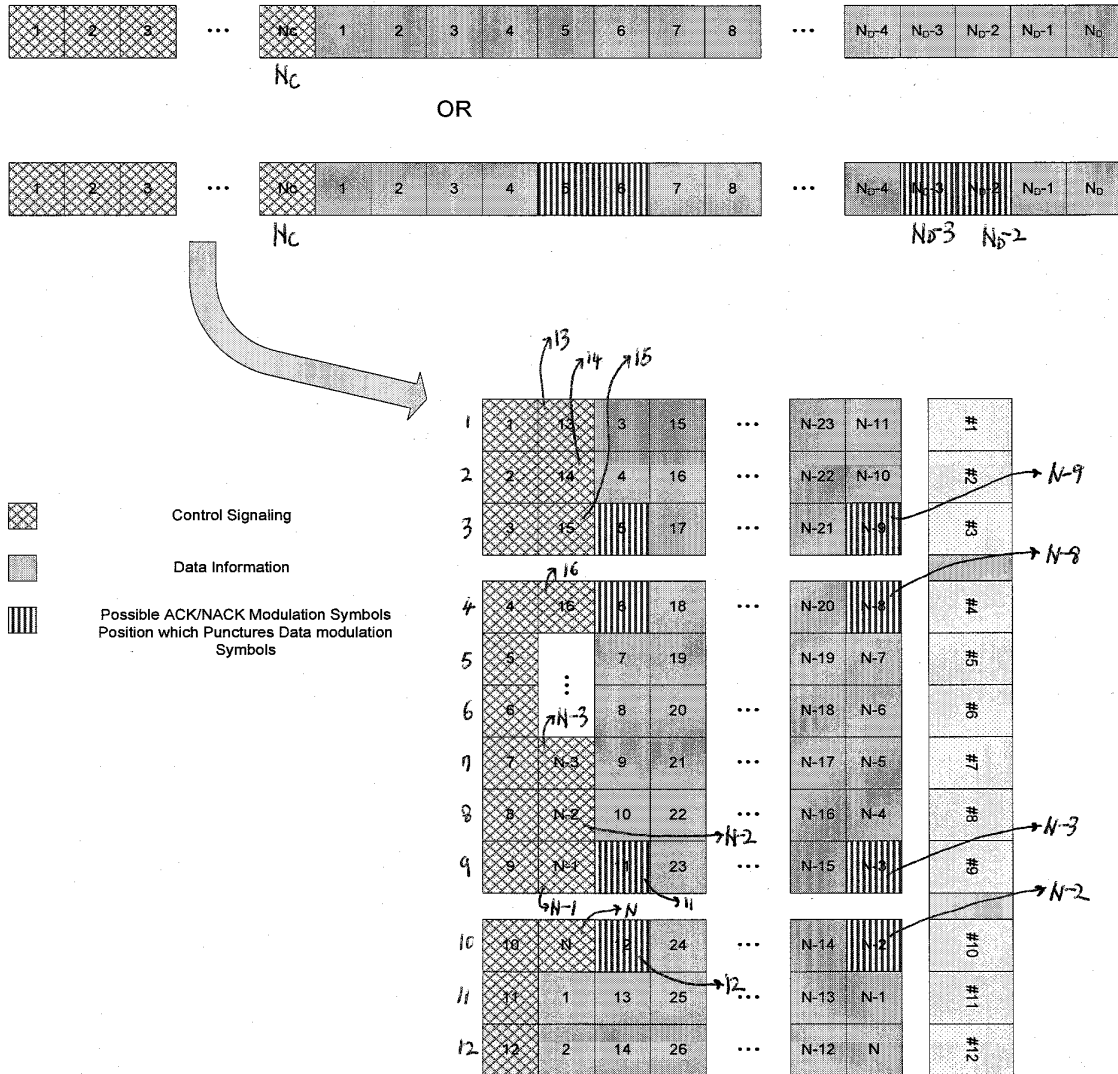 1 2 3 ... Nc 1 2 3 4 5 6 7 8 ... ND-4 ND-3 ND-2 ND-1 ND
Nc
OR
1 2 3 ... Nc 1 2 3 4 5 6 7 8 ... ND-4 ND-3 ND-2 ND-1 ND
Nc ND-3 ND-2
13 14 15
1 1 13 3 15 ... N-23 N-11 #1
2 2 14 4 16 ... N-22 N-10 #2 N-9
3 3 15 5 17 ... N-21 N-9 #3
Control Signaling
Data Information
Possible ACK/NACK Modulation Symbols
Position which Punctures Data modulation
Symbols
16 N-8
4 4 16 6 18 ... N-20 N-8 #4
5 5 ... 7 19 N-19 N-7 #5
6 6 8 20 ... N-18 N-6 #6
N-3
7 7 N-3 9 21 ... N-17 N-5 #7
8 8 N-2 10 22 ... N-16 N-4 #8
N-2 N-3
9 9 N-1 11 23 ... N-15 N-3 #9
N-1 N 11 N-2
10 10 N 12 24 ... N-14 N-2 #10
12
11 11 1 13 25 ... N-13 N-1 #11
12 12 2 14 26 ... N-12 N #12